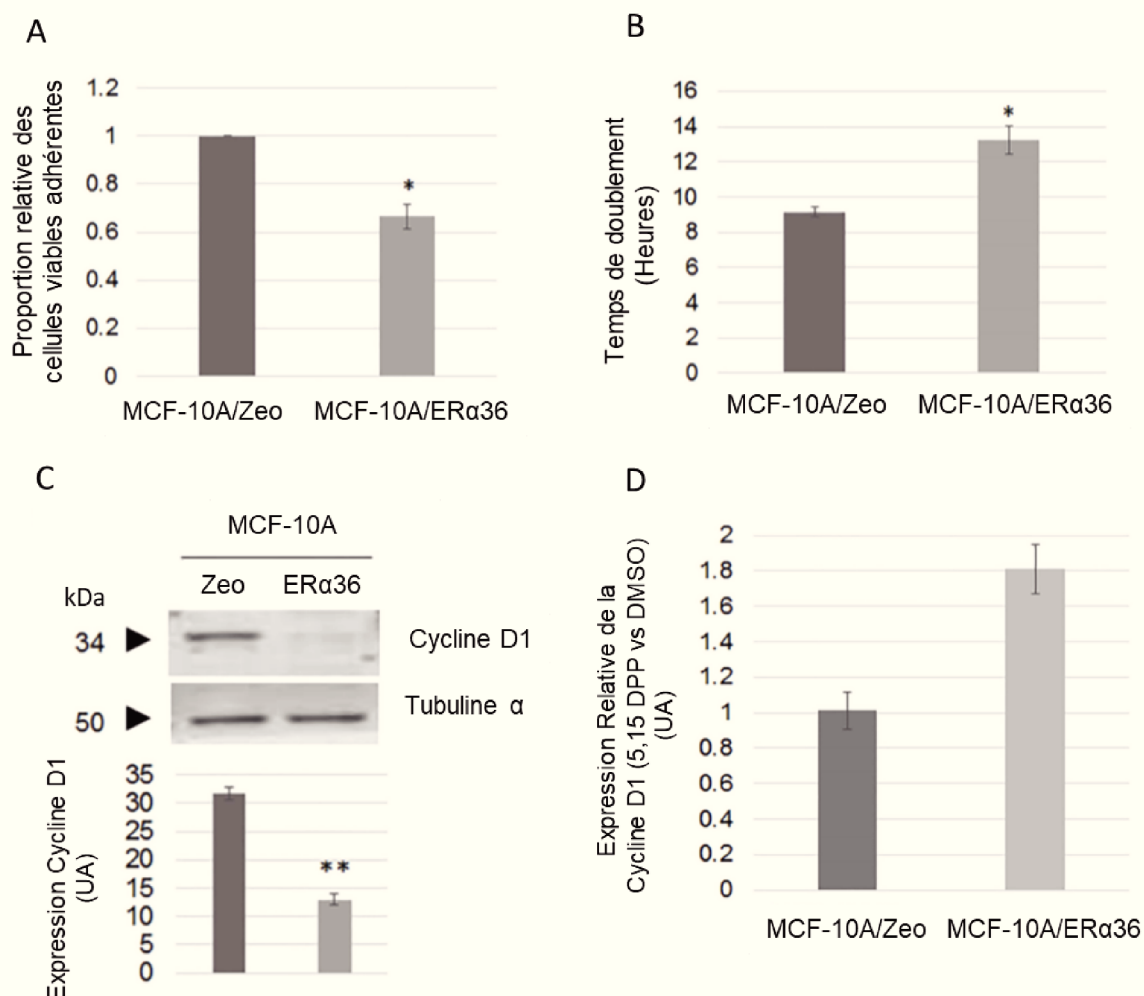 A
Proportion relative des
cellules viables adhérentes
1.2
1
0.8
0.6
0.4
0.2
0
*
MCF-10A/Zeo
MCF-10A/ERα36
B
Temps de doublement
(Heures)
16
14
12
10
8
6
4
2
0
*
MCF-10A/Zeo
MCF-10A/ERα36
C
MCF-10A
Zeo
ERα36
kDa
34
Cycline D1
50
Tubuline α
Expression Cycline D1
(UA)
35
30
25
20
15
10
5
0
**
D
Expression Relative de la
Cycline D1 (5,15 DPP vs DMSO)
(UA)
2
1.8
1.6
1.4
1.2
1
0.8
0.6
0.4
0.2
0
MCF-10A/Zeo
MCF-10A/ERα36